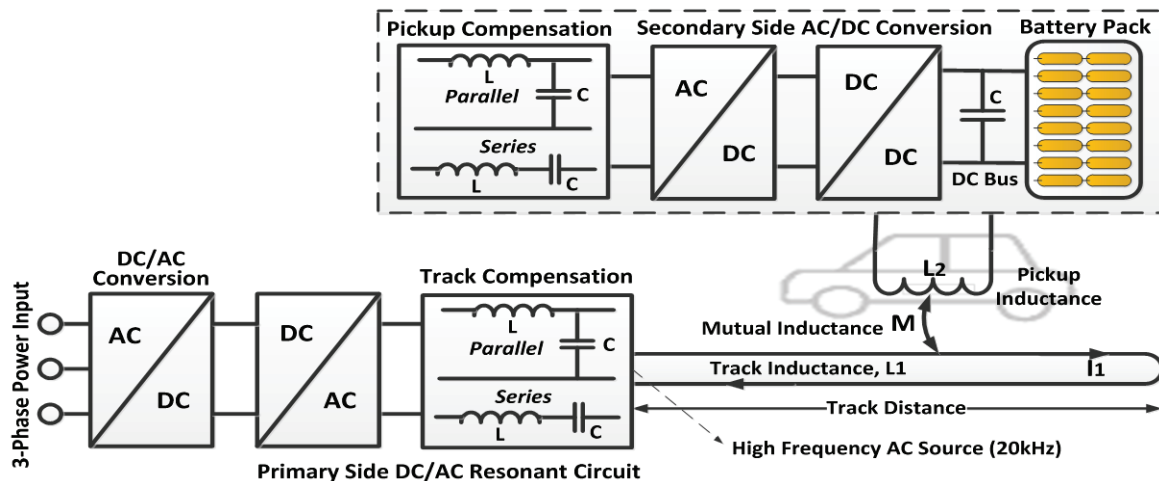 Pickup Compensation
Secondary Side AC/DC Conversion
Battery Pack
L
Parallel
C
Series
L
C
AC
DC
DC
DC
C
DC Bus
L2
Pickup
Inductance
Mutual Inductance M
DC/AC
Conversion
Track Compensation
3-Phase Power Input
AC
DC
DC
AC
L
Parallel
C
Series
L
C
Track Inductance, L1
I1
Track Distance
High Frequency AC Source (20kHz)
Primary Side DC/AC Resonant Circuit